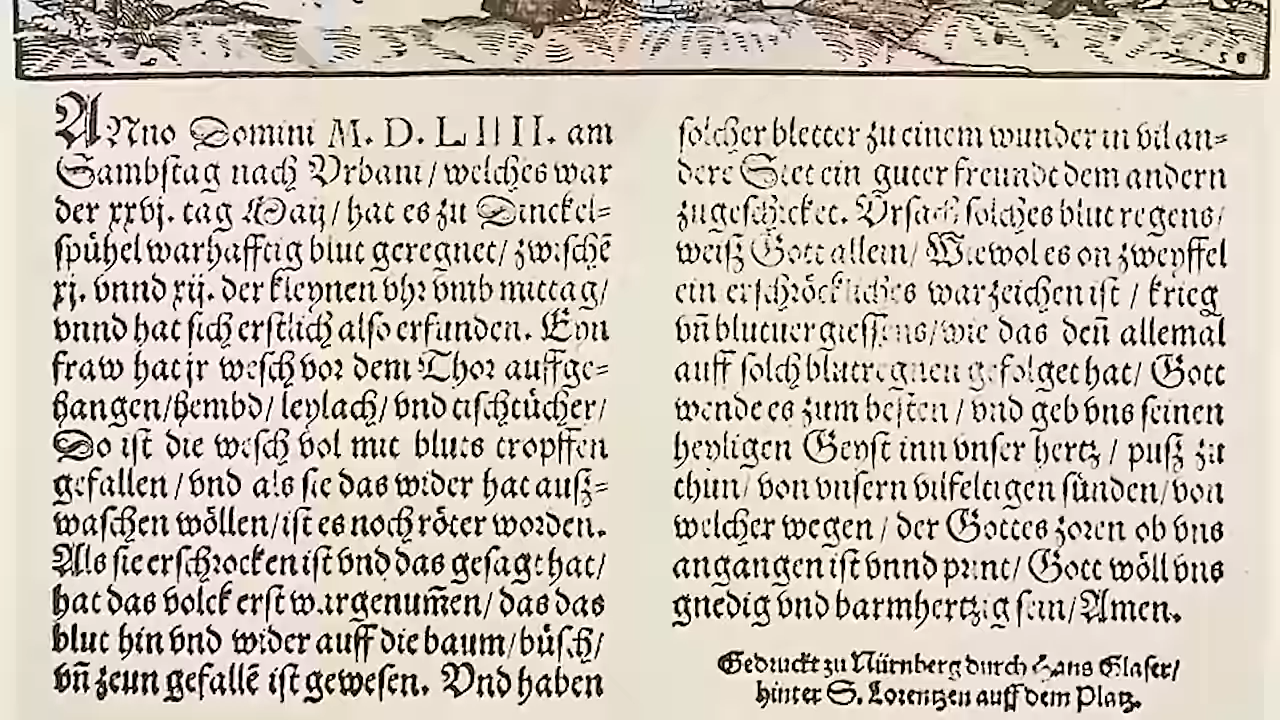 ANno Domini M. D. L IIII. am
Sambstag nach Vrbani / welches war
der xxvj. tag May / hat es zu Dinckel=
spühel warhafftig blut geregnet / zwischē
xj. vnnd xij. der kleynen vhr vmb mittag /
vnnd hat sich erstlich also erfunden. Eyn
fraw hat jr wesch vor dem Thor auffge=
hangen / hembd / leylach / vnd tischtücher /
Do ist die wesch vol mit bluts tropffen
gefallen / vnd als sie das wider hat ausz=
waschen wöllen / ist es noch röter worden.
Als sie erschrocken ist vnd das gesagt hat /
hat das volck erst wargenum̄en / das das
blut hin vnd wider auff die baum / büsch /
vn̄ zeun gefallē ist gewesen. Vnd haben
solcher bletter zu einem wunder in vil an=
dere Stet ein guter freundt dem andern
zugeschicket. Vrsach solches blut regens /
weiß Gott allein / Wiewol es on zweyffel
ein erschröckliches warzeichen ist / krieg
vn̄ blutuergiessens / wie das den̄ allemal
auff solch blutregnen gefolget hat / Gott
wende es zum besten / vnd geb vns seinen
heyligen Geyst inn vnser hertz / puß zu
thun / von vnsern vilfeltigen sünden / von
welcher wegen / der Gottes zoren ob vns
angangen ist vnnd print / Gott wöll vns
gnedig vnd barmhertzig sein / Amen.
Gedruckt zu Nürnberg durch Hans Glaser /
hinter S. Lorentzen auff dem Platz.